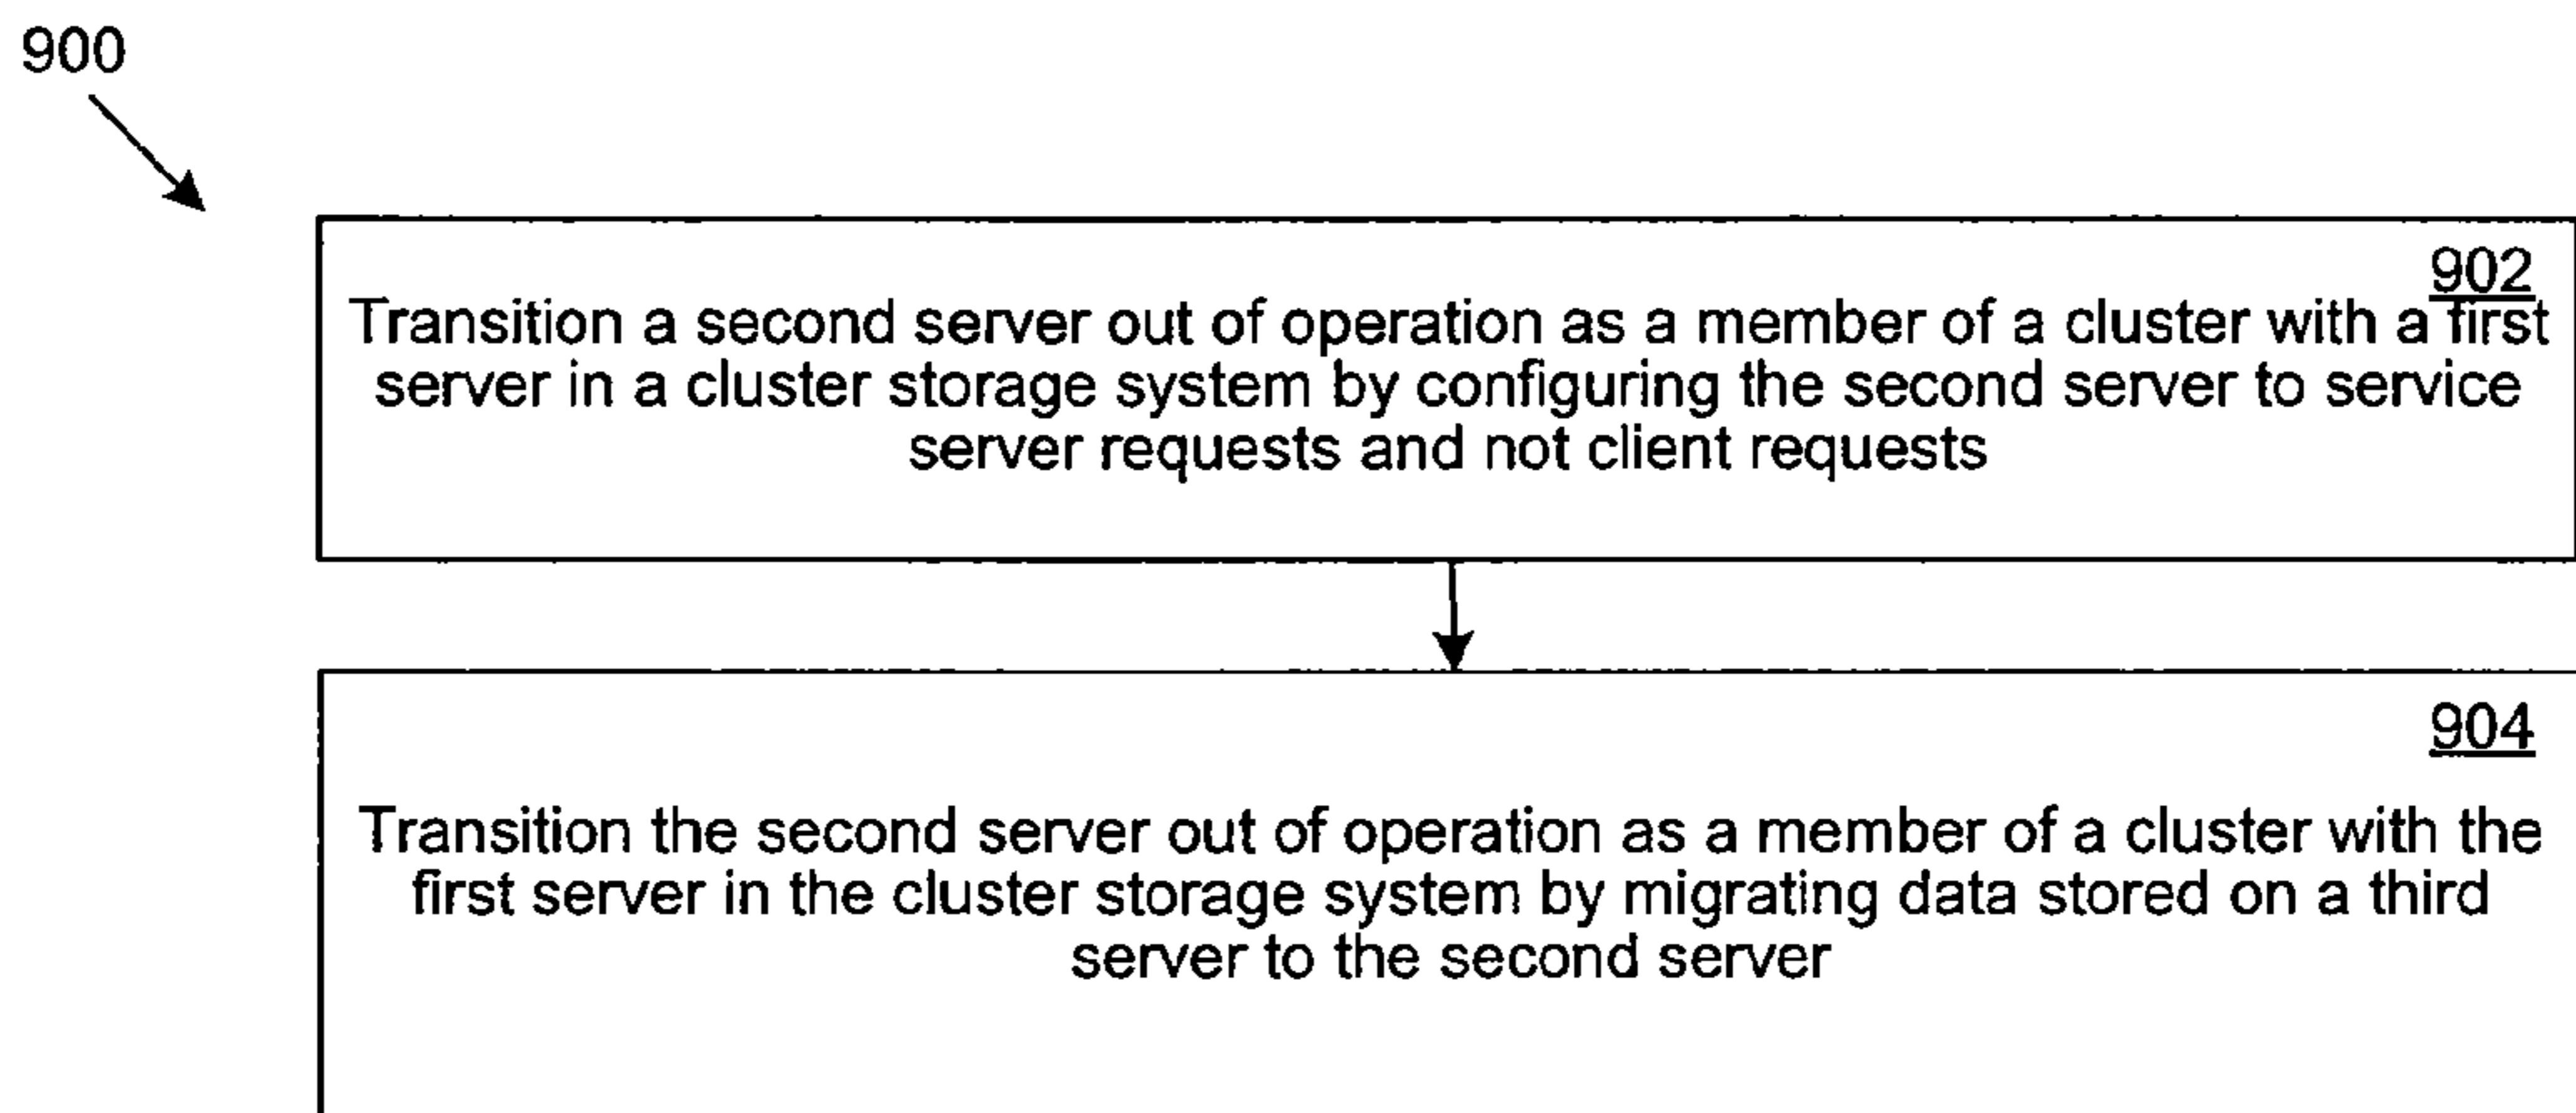 900
902
Transition a second server out of operation as a member of a cluster with a first
server in a cluster storage system by configuring the second server to service
server requests and not client requests
904
Transition the second server out of operation as a member of a cluster with the
first server in the cluster storage system by migrating data stored on a third
server to the second server